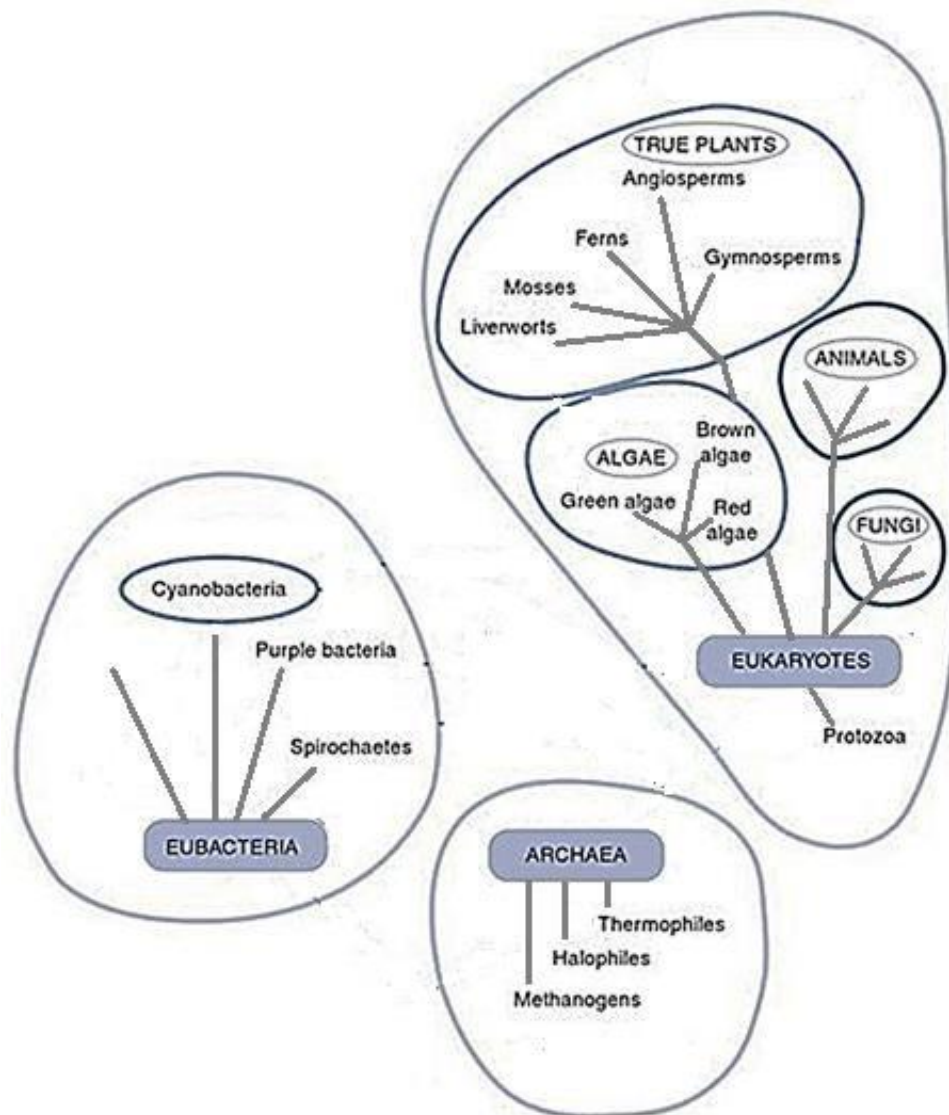 TRUE PLANTS
Angiosperms
Ferns
Gymnosperms
Mosses
Liverworts
ANIMALS
Brown
algae
ALGAE
Green algae
Red
algae
FUNGI
EUKARYOTES
Protozoa
Cyanobacteria
Purple bacteria
Spirochaetes
EUBACTERIA
ARCHAEA
Thermophiles
Halophiles
Methanogens